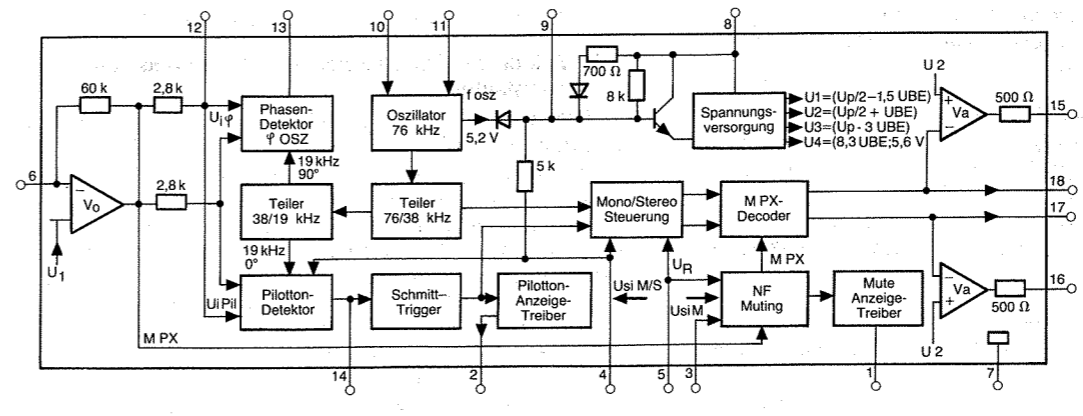 12
13
10
11
9
8
60 k
2,8k
Uiφ
Phasen-
Detektor
φ OSZ
Oszillator
76 kHz
f osz
5,2 V
700 Ω
8 k
Spannungs-
versorgung
U1=(Up/2-1,5 UBE)
U2=(Up/2 + UBE)
U3=(Up - 3 UBE)
U4=(8,3 UBE;5,6 V
U 2
+
Va
−
500 Ω
15
6
−
Vo
U1
2,8 k
19 kHz
90°
Teiler
38/19 kHz
Teiler
76/38 kHz
5 k
Mono/Stereo
Steuerung
M PX-
Decoder
18
17
19 kHz
0°
Ui Pil
Pilotton-
Detektor
Schmitt-
Trigger
Pilotton-
Anzeige-
Treiber
Usi M/S
UR
Usi M
M PX
NF
Muting
Mute
Anzeige-
Treiber
−
Va
+
500 Ω
16
U 2
M PX
14
2
4
5
3
1
7